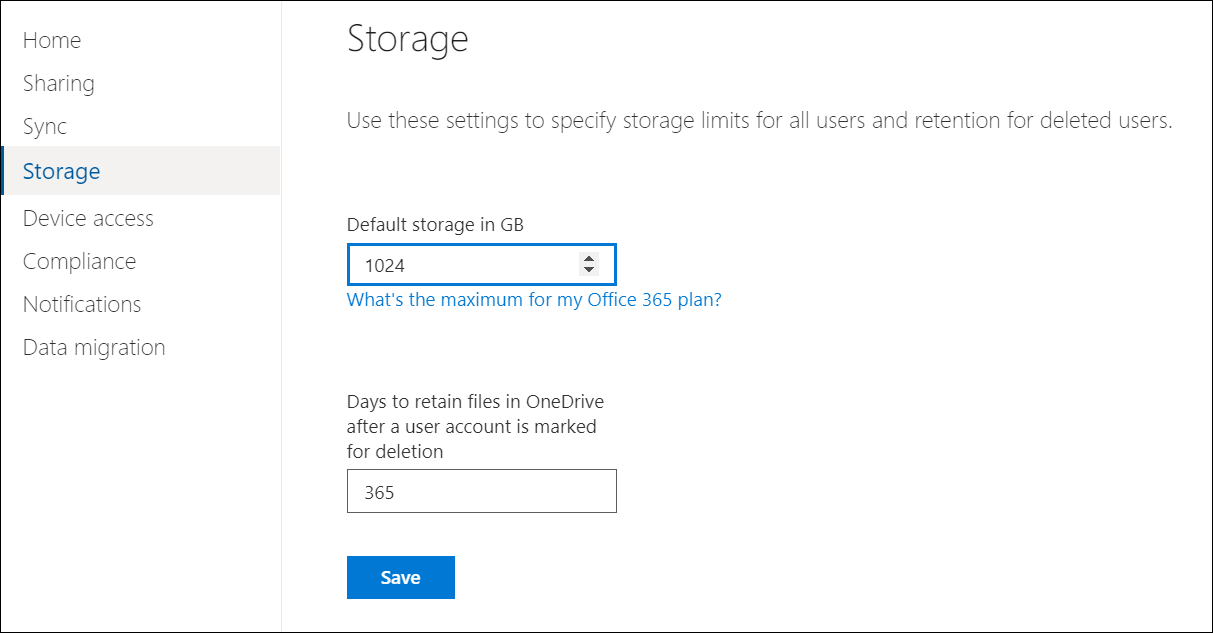 Home
Sharing
Sync
Storage
Device access
Compliance
Notifications
Data migration
Storage
Use these settings to specify storage limits for all users and retention for deleted users.
Default storage in GB
1024
What's the maximum for my Office 365 plan?
Days to retain files in OneDrive
after a user account is marked
for deletion
365
Save